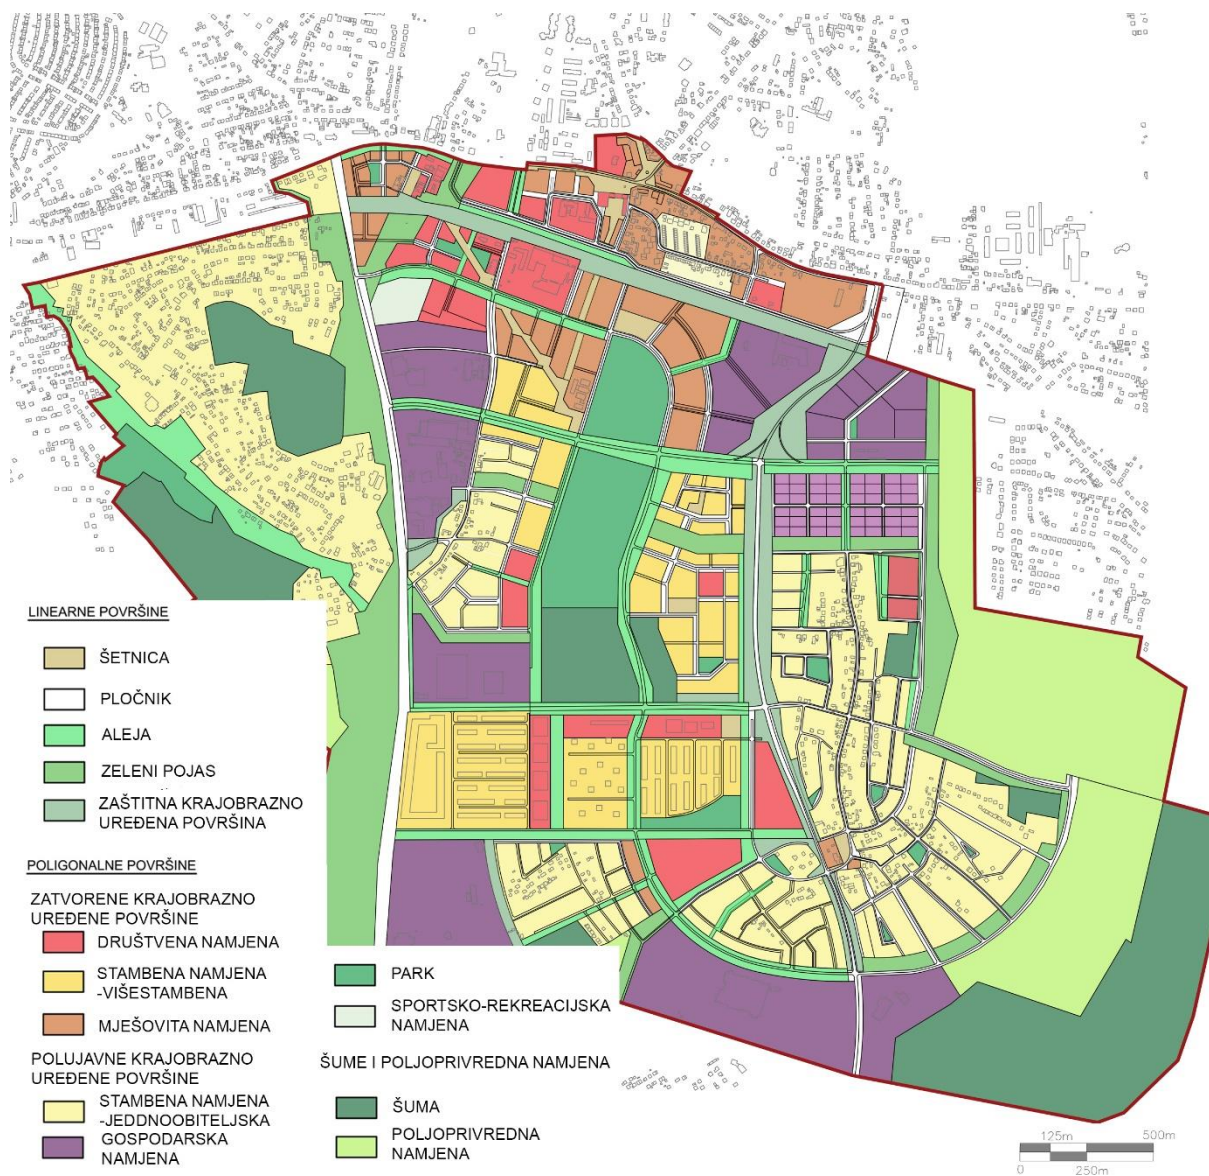 LINEARNE POVRŠINE
ŠETNICA
PLOČNIK
ALEJA
ZELENI POJAS
ZAŠTITNA KRAJOBRAZNO
UREĐENA POVRŠINA
POLIGONALNE POVRŠINE
ZATVORENE KRAJOBRAZNO
UREĐENE POVRŠINE
DRUŠTVENA NAMJENA
STAMBENA NAMJENA
-VIŠESTAMBENA
MJEŠOVITA NAMJENA
POLUJAVNE KRAJOBRAZNO
UREĐENE POVRŠINE
STAMBENA NAMJENA
-JEDDNOOBITELJSKA
GOSPODARSKA
NAMJENA
PARK
SPORTSKO-REKREACIJSKA
NAMJENA
ŠUME I POLJOPRIVREDNA NAMJENA
ŠUMA
POLJOPRIVREDNA
NAMJENA
125m 500m
0 250m